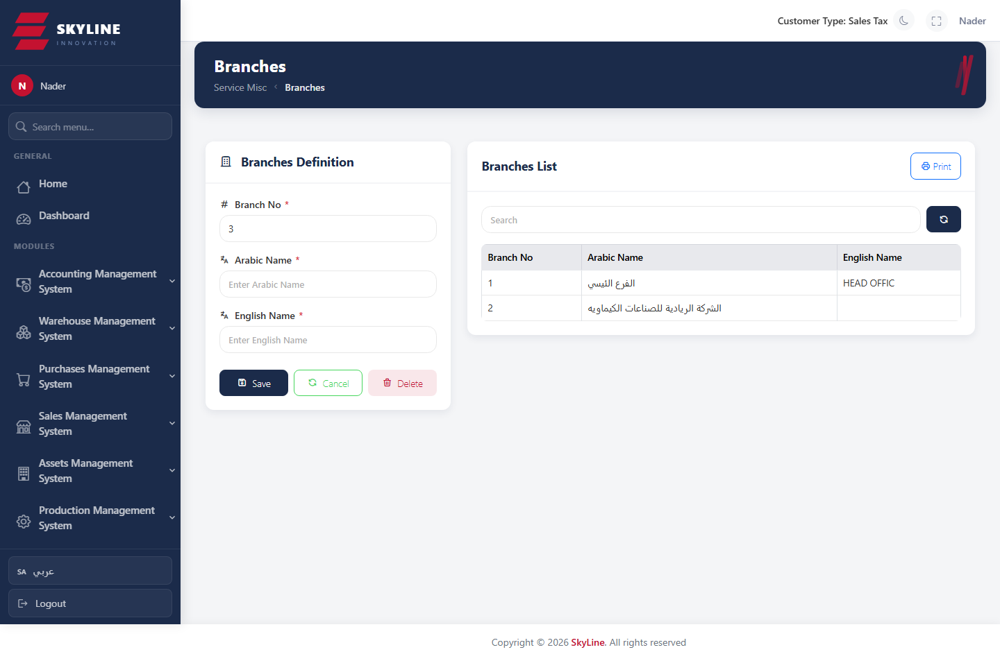 SKYLINE
INNOVATION
N Nader
Search menu...
GENERAL
Home
Dashboard
MODULES
Accounting Management
System
Warehouse Management
System
Purchases Management
System
Sales Management
System
Assets Management
System
Production Management
System
SA عربي
Logout
Customer Type: Sales Tax
Nader
Branches
Service Misc ‹ Branches
Branches Definition
# Branch No *
3
Arabic Name *
Enter Arabic Name
English Name *
Enter English Name
Save Cancel Delete
Branches List
Print
Search
Branch No Arabic Name English Name
1 الفرع الئيسي HEAD OFFIC
2 الشركة الريادية للصناعات الكيماويه
Copyright © 2026 SkyLine. All rights reserved